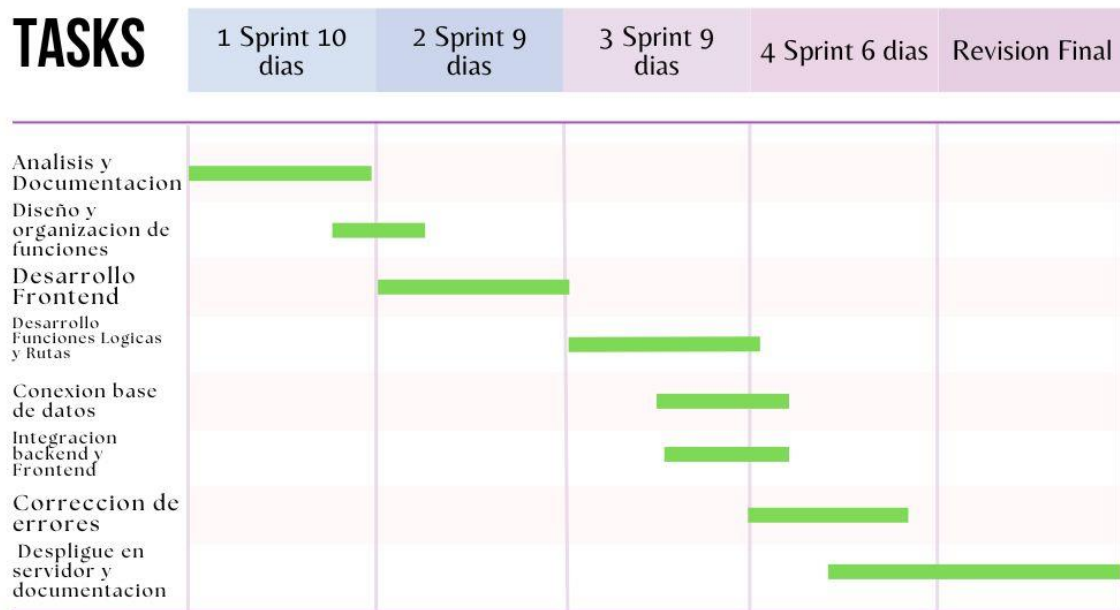 TASKS
1 Sprint 10
dias
2 Sprint 9
dias
3 Sprint 9
dias
4 Sprint 6 dias
Revision Final
Analisis y
Documentacion
Diseño y
organizacion de
funciones
Desarrollo
Frontend
Desarrollo
Funciones Logicas
y Rutas
Conexion base
de datos
Integracion
backend y
Frontend
Correccion de
errores
Despligue en
servidor y
documentacion